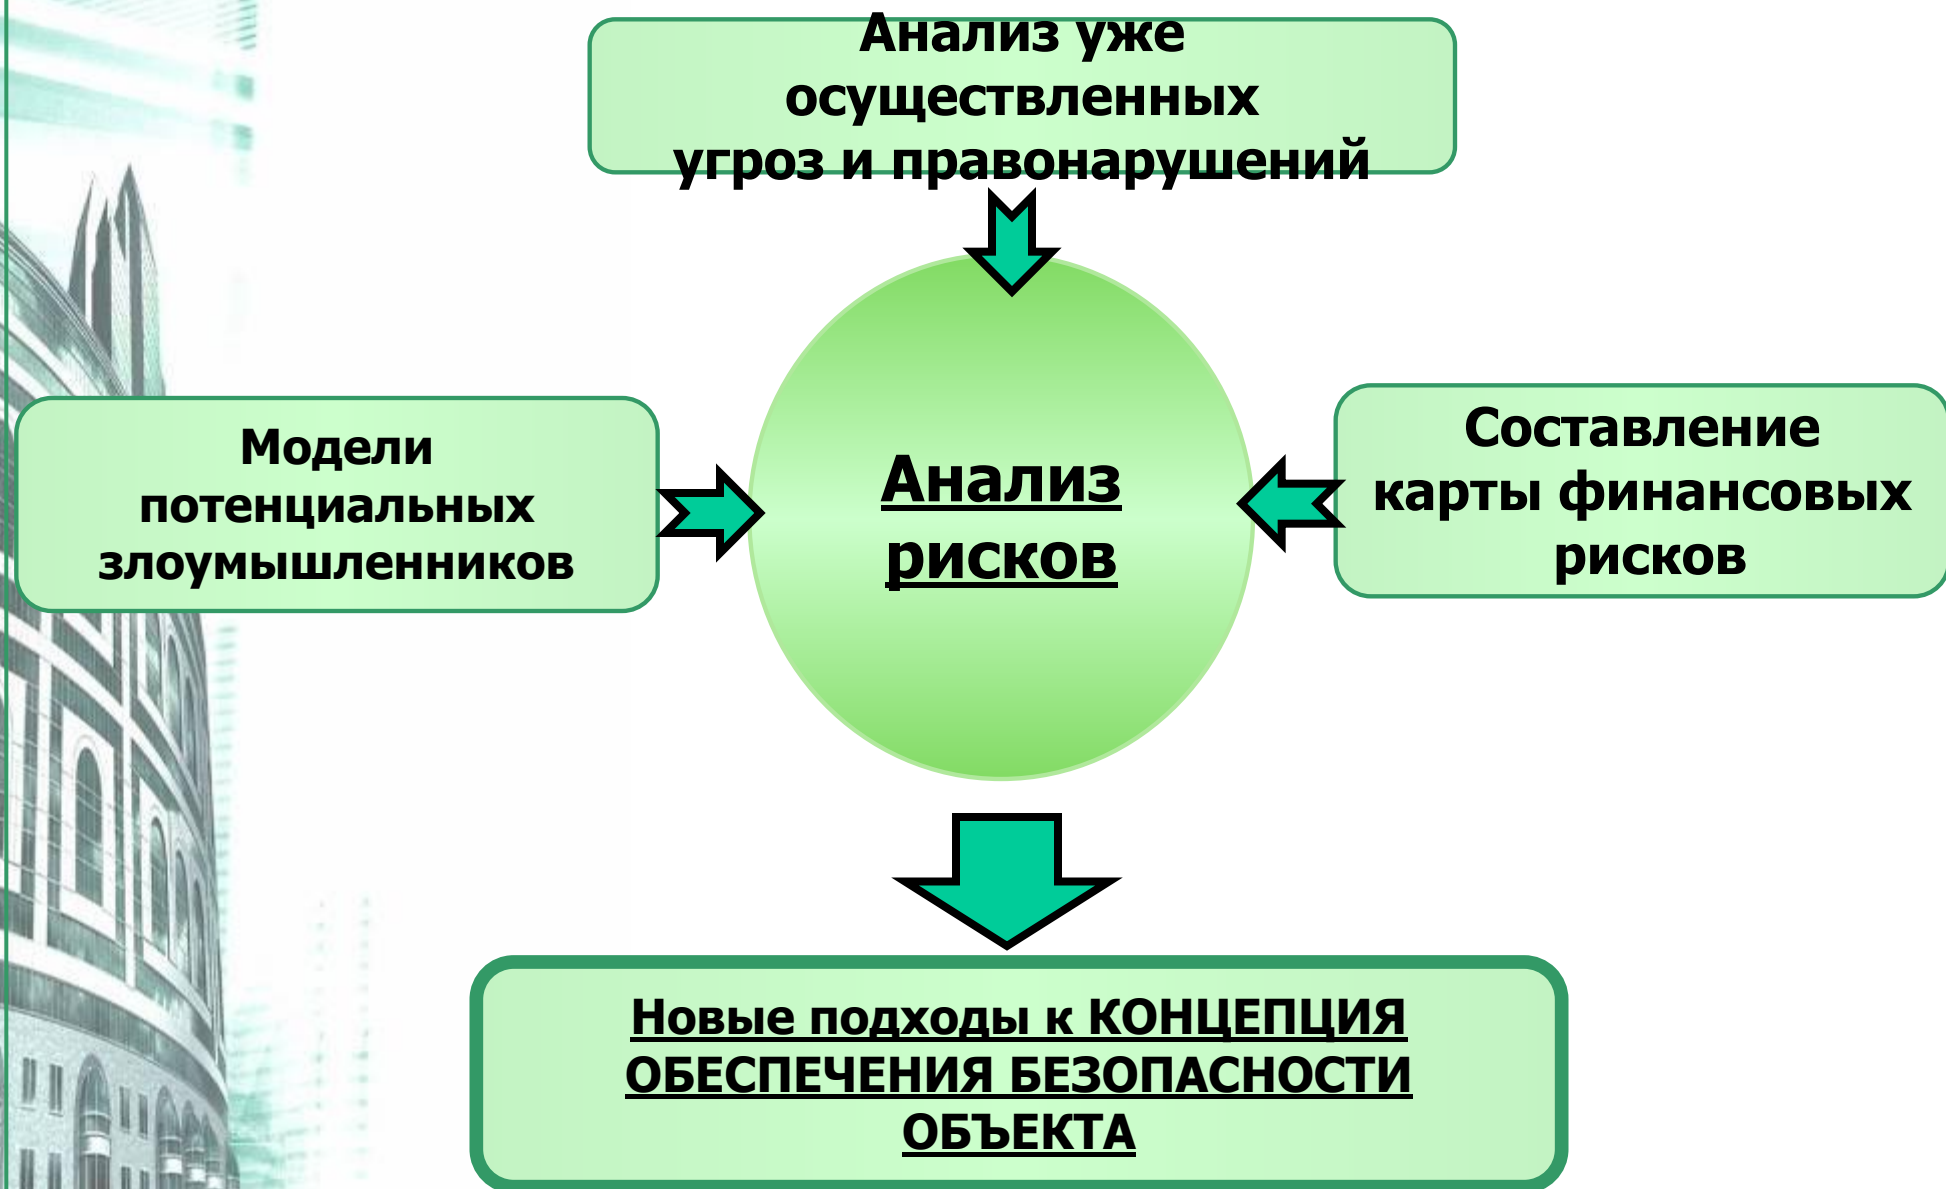 Анализ уже
осуществленных
угроз и правонарушений
Модели
потенциальных
злоумышленников
Анализ
рисков
Составление
карты финансовых
рисков
Новые подходы к КОНЦЕПЦИЯ
ОБЕСПЕЧЕНИЯ БЕЗОПАСНОСТИ
ОБЪЕКТА